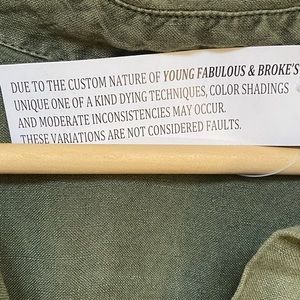 DUE TO THE CUSTOM NATURE OF YOUNG FABULOUS & BROKE'S
UNIQUE ONE OF A KIND DYING TECHNIQUES, COLOR SHADINGS
AND MODERATE INCONSISTENCIES MAY OCCUR.
THESE VARIATIONS ARE NOT CONSIDERED FAULTS.